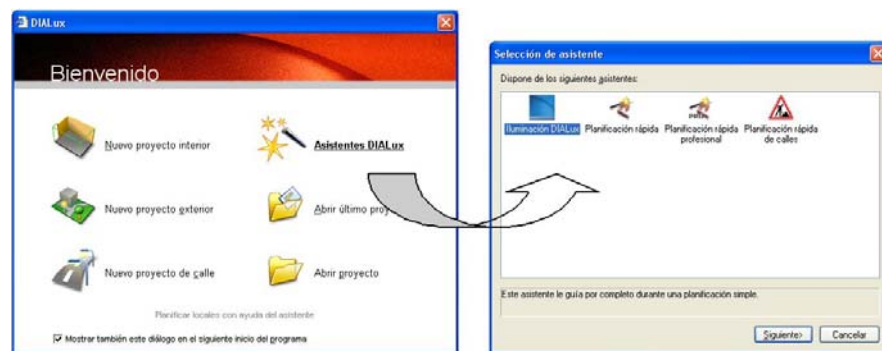 DIALux
Bienvenido
Nuevo proyecto interior
Asistentes DIALux
Nuevo proyecto exterior
Abrir último proy
Nuevo proyecto de calle
Abrir proyecto
Planificar locales con ayuda del asistente
Mostrar también este diálogo en el siguiente inicio del programa
Selección de asistente
Dispone de los siguientes asistentes:
Iluminación DIALux
Planificación rápida
Planificación rápida
profesional
Planificación rápida
de calles
Este asistente le guía por completo durante una planificación simple.
Siguiente>
Cancelar